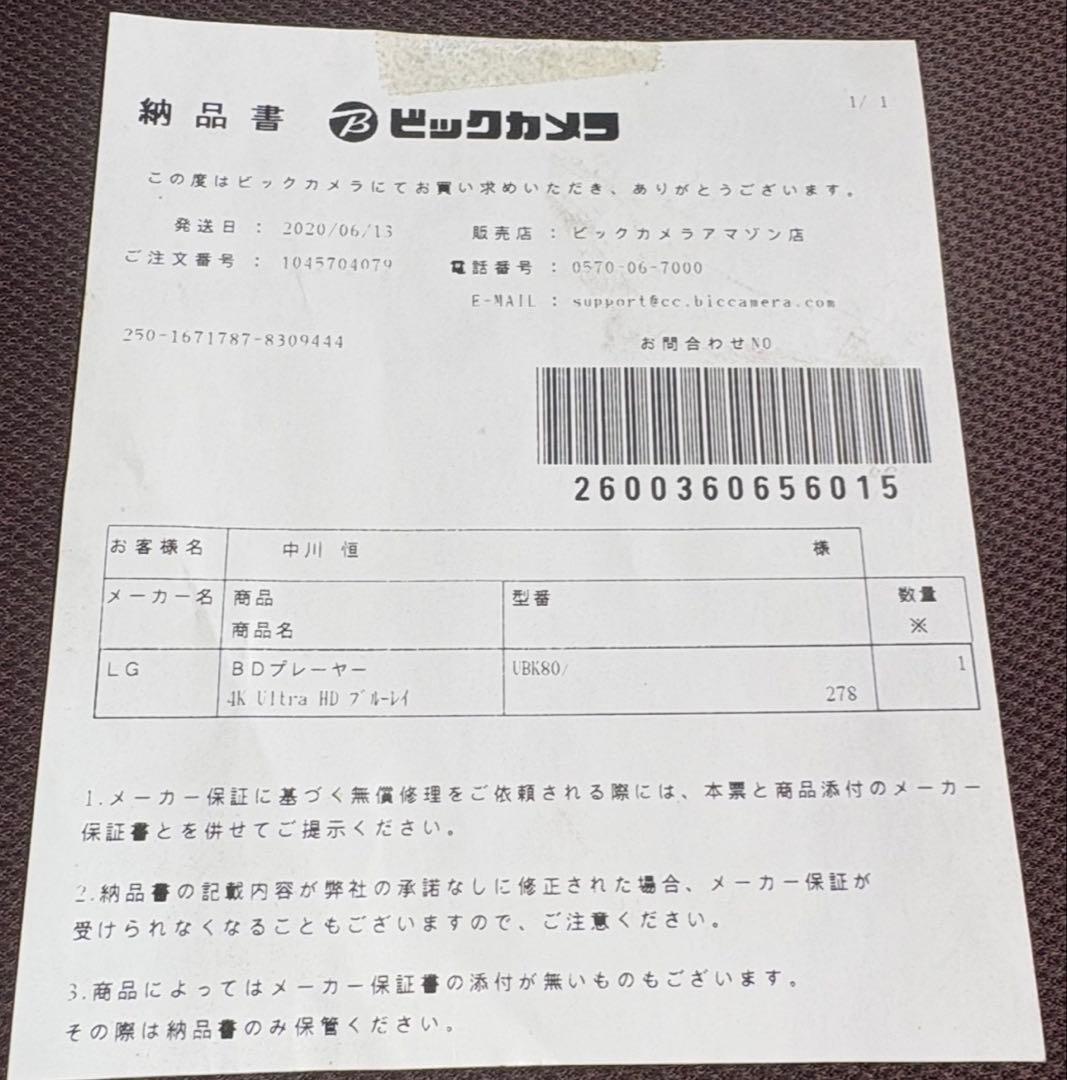 納品書 ビックカメラ 1/ 1
この度はビックカメラにてお買い求めいただき、ありがとうございます。
発送日 : 2020/06/13 販売店 : ビックカメラアマゾン店
ご注文番号 : 1045704079 電話番号 : 0570-06-7000
E-MAIL : support@cc.biccamera.com
250-1671787-8309444 お問合わせNO
2600360656015
お客様名 中川 恒 様
メーカー名 商品 型番 数量
商品名 ※
LG BDプレーヤー UBK80/ 1
4K Ultra HD ブルーレイ 278
1.メーカー保証に基づく無償修理をご依頼される際には、本票と商品添付のメーカー
保証書とを併せてご提示ください。
2.納品書の記載内容が弊社の承諾なしに修正された場合、メーカー保証が
受けられなくなることもございますので、ご注意ください。
3.商品によってはメーカー保証書の添付が無いものもございます。
その際は納品書のみ保管ください。